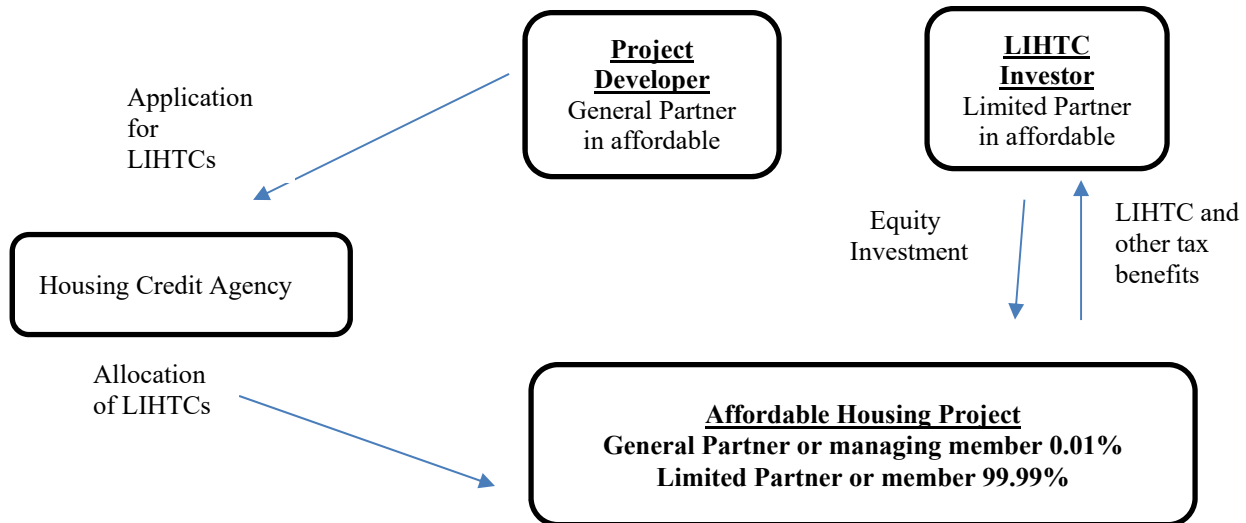 Project
Developer
General Partner
in affordable
LIHTC
Investor
Limited Partner
in affordable
Application
for
LIHTCs
Equity
Investment
LIHTC and
other tax
benefits
Housing Credit Agency
Allocation
of LIHTCs
Affordable Housing Project
General Partner or managing member 0.01%
Limited Partner or member 99.99%